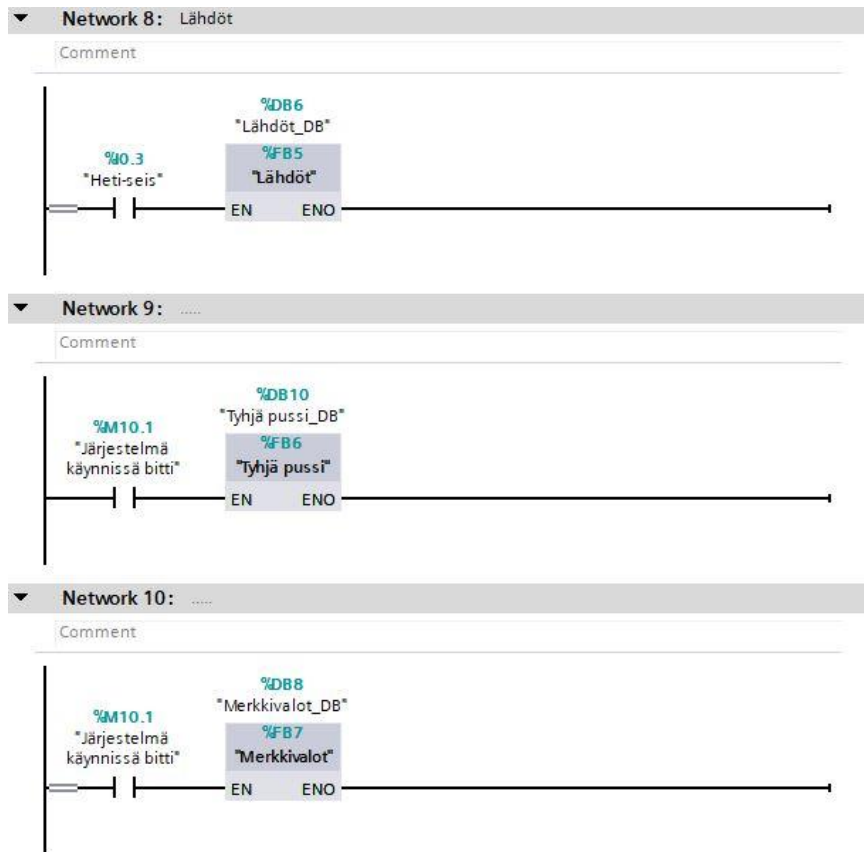 Network 8: Lähdöt
Comment
%DB6
"Lähdöt_DB"
%I0.3
"Heti-seis"
%FB5
"Lähdöt"
EN ENO
Network 9: .....
Comment
%DB10
"Tyhjä pussi_DB"
%M10.1
"Järjestelmä
käynnissä bitti"
%FB6
"Tyhjä pussi"
EN ENO
Network 10: .....
Comment
%DB8
"Merkkivalot_DB"
%M10.1
"Järjestelmä
käynnissä bitti"
%FB7
"Merkkivalot"
EN ENO